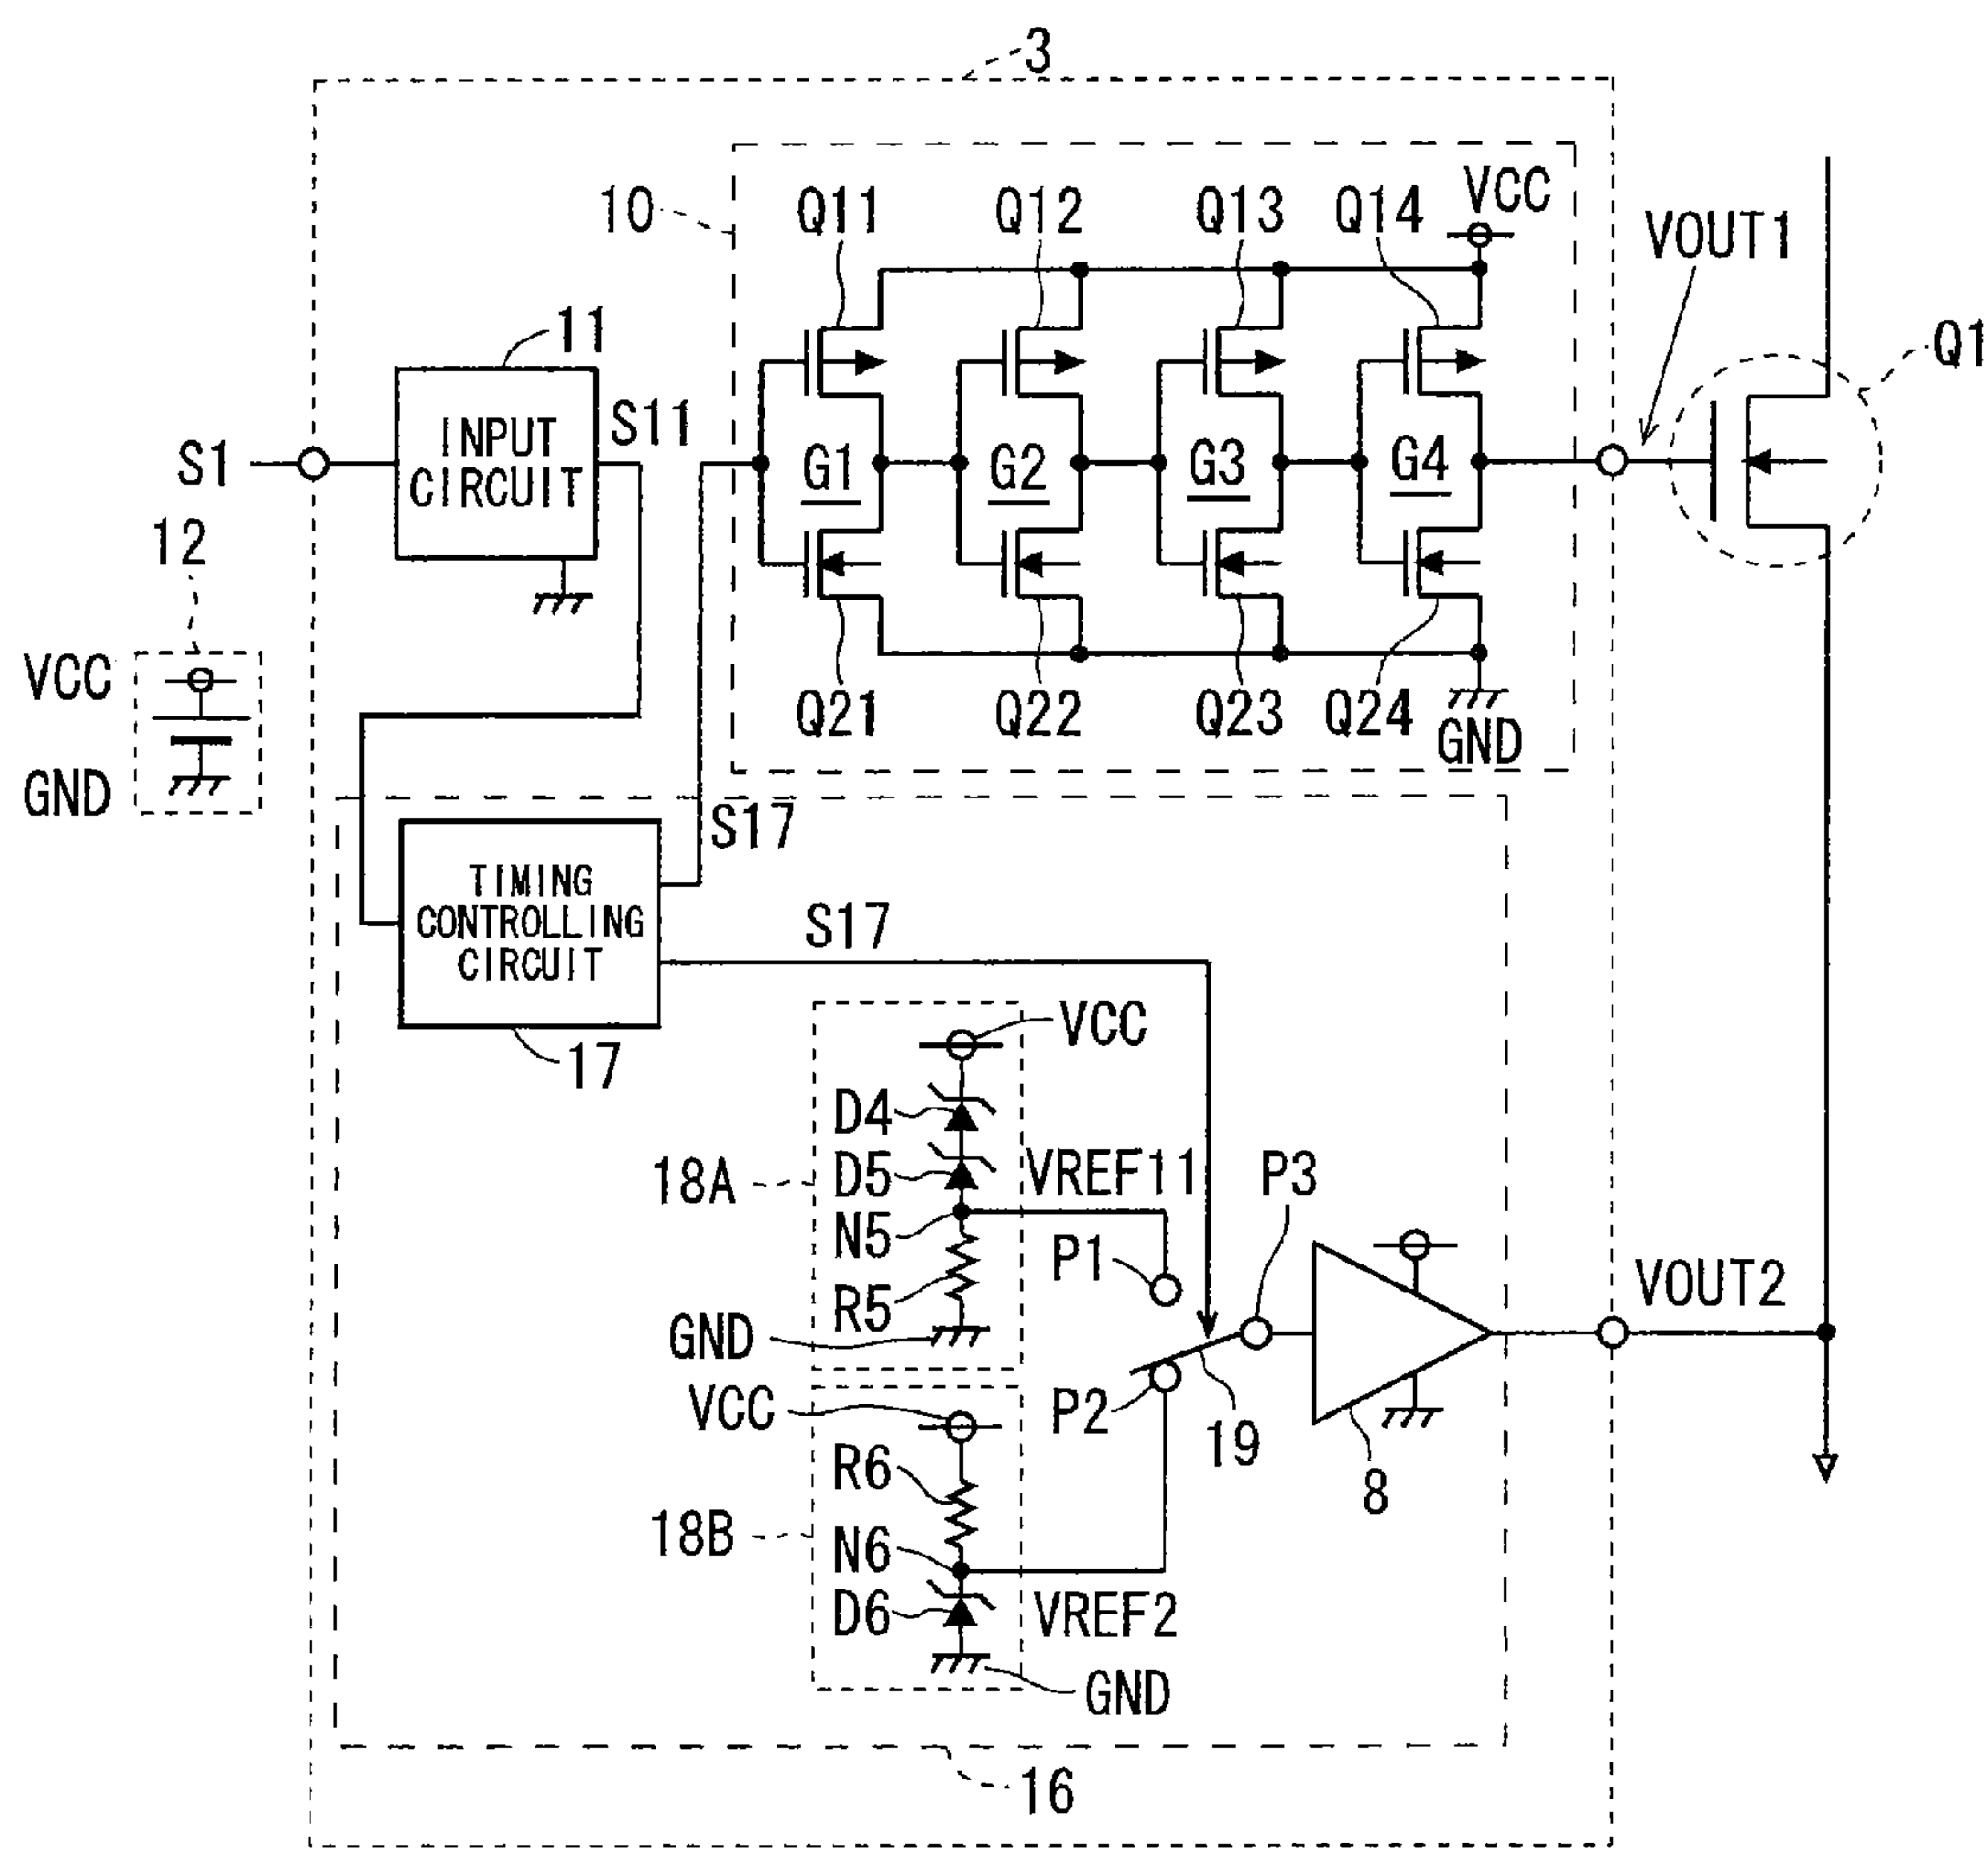 3
10
Q11
Q12
Q13
Q14
VCC
VOUT1
Q1
11
S1
INPUT
CIRCUIT
S11
G1
G2
G3
G4
12
VCC
GND
Q21
Q22
Q23
Q24
GND
S17
TIMING
CONTROLLING
CIRCUIT
S17
17
VCC
D4
18A
D5
VREF11
P3
N5
P1
R5
GND
VOUT2
VCC
P2
19
R6
8
18B
N6
D6
VREF2
GND
16